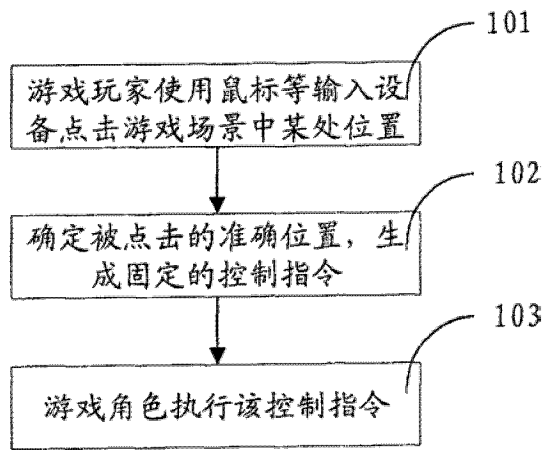 101
游戏玩家使用鼠标等输入设
备点击游戏场景中某处位置
102
确定被点击的准确位置，生
成固定的控制指令
103
游戏角色执行该控制指令